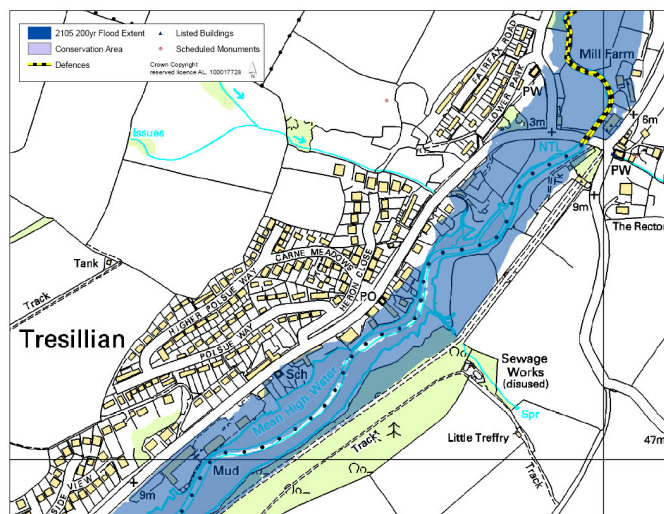 2105 200yr Flood Extent
Listed Buildings
Conservation Area
Scheduled Monuments
Defences
Crown Copyright
reserved licence AL. 100017728
N
Mill Farm
FAIRFAX ROAD
LOWER PARK
PW
3m
6m
NTL
PW
Issues
9m
The Rector
Tank
Track
CARNE MEADOWS
HERON CLOSE
HIGHER POLSUE WAY
POLSUE WAY
PO
Tresillian
Sch
Mean High Water
Sewage
Works
(disused)
Spr
Little Treffry
47m
Track
Track
Mud
9m
SIDE VIEW